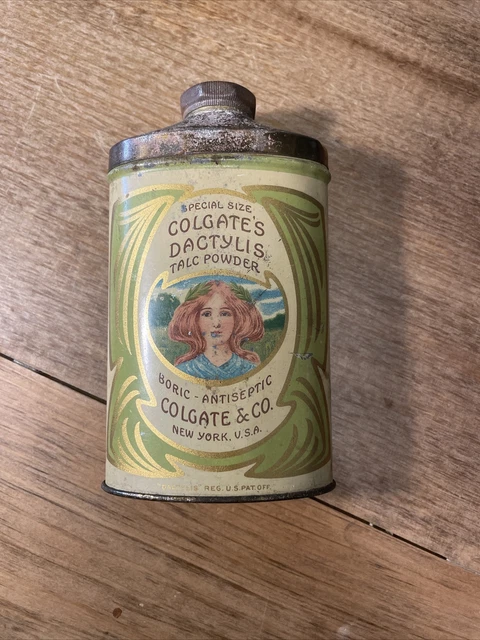 SPECIAL SIZE
COLGATE'S
DACTYLIS
TALC POWDER
BORIC - ANTISEPTIC
COLGATE & CO.
NEW YORK, U.S.A.
REG. U.S. PAT. OFF.